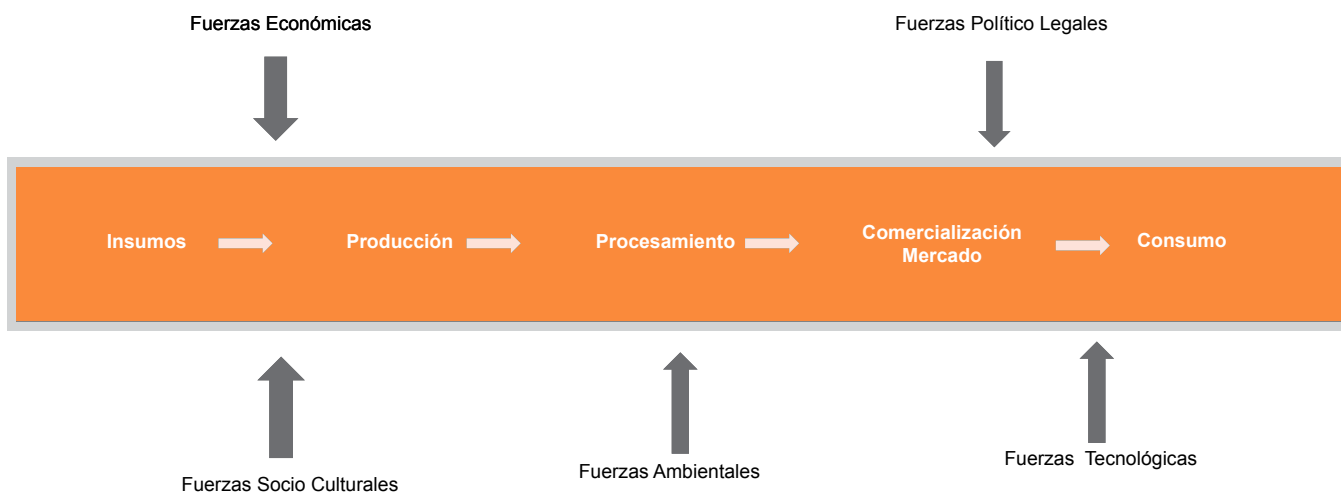 Fuerzas Económicas
Fuerzas Político Legales
Insumos
Producción
Procesamiento
Comercialización
Mercado
Consumo
Fuerzas Socio Culturales
Fuerzas Ambientales
Fuerzas Tecnológicas